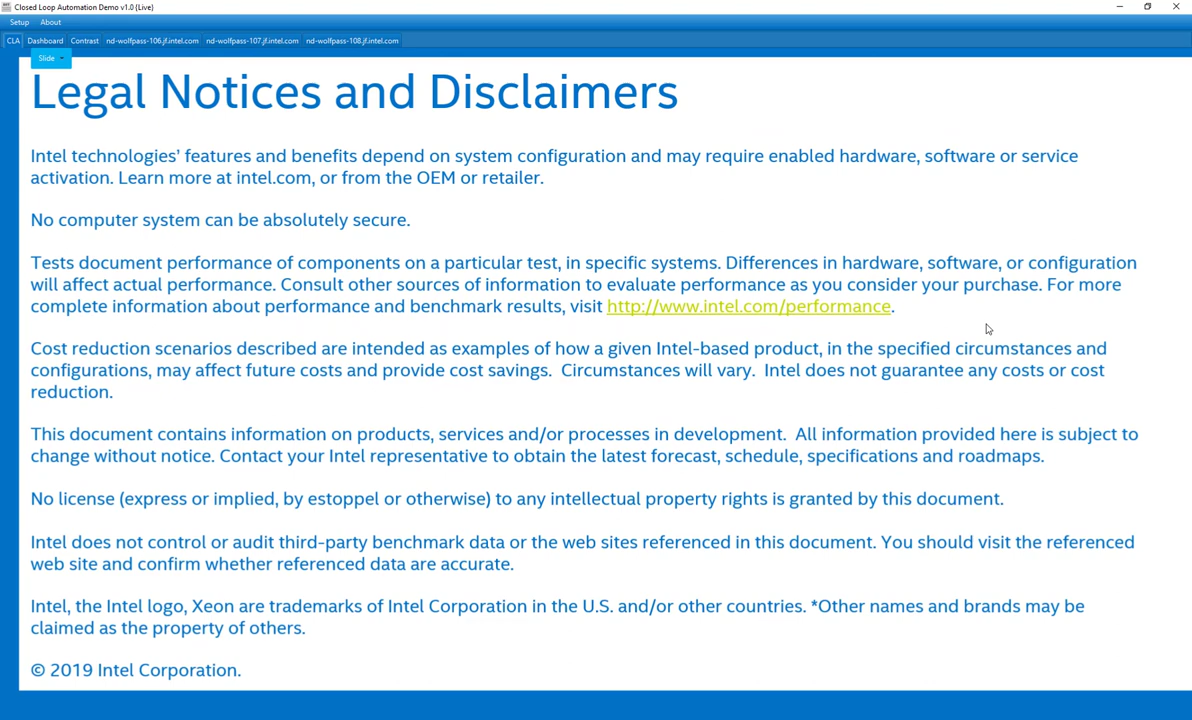 Closed Loop Automation Demo v1.0 (Live)
Setup About
CLA Dashboard Contrast nd-wolfpass-106.jf.intel.com nd-wolfpass-107.jf.intel.com nd-wolfpass-108.jf.intel.com
Slide
Legal Notices and Disclaimers
Intel technologies’ features and benefits depend on system configuration and may require enabled hardware, software or service
activation. Learn more at intel.com, or from the OEM or retailer.
No computer system can be absolutely secure.
Tests document performance of components on a particular test, in specific systems. Differences in hardware, software, or configuration
will affect actual performance. Consult other sources of information to evaluate performance as you consider your purchase. For more
complete information about performance and benchmark results, visit http://www.intel.com/performance.
Cost reduction scenarios described are intended as examples of how a given Intel-based product, in the specified circumstances and
configurations, may affect future costs and provide cost savings.  Circumstances will vary.  Intel does not guarantee any costs or cost
reduction.
This document contains information on products, services and/or processes in development.  All information provided here is subject to
change without notice. Contact your Intel representative to obtain the latest forecast, schedule, specifications and roadmaps.
No license (express or implied, by estoppel or otherwise) to any intellectual property rights is granted by this document.
Intel does not control or audit third-party benchmark data or the web sites referenced in this document. You should visit the referenced
web site and confirm whether referenced data are accurate.
Intel, the Intel logo, Xeon are trademarks of Intel Corporation in the U.S. and/or other countries. *Other names and brands may be
claimed as the property of others.
© 2019 Intel Corporation.